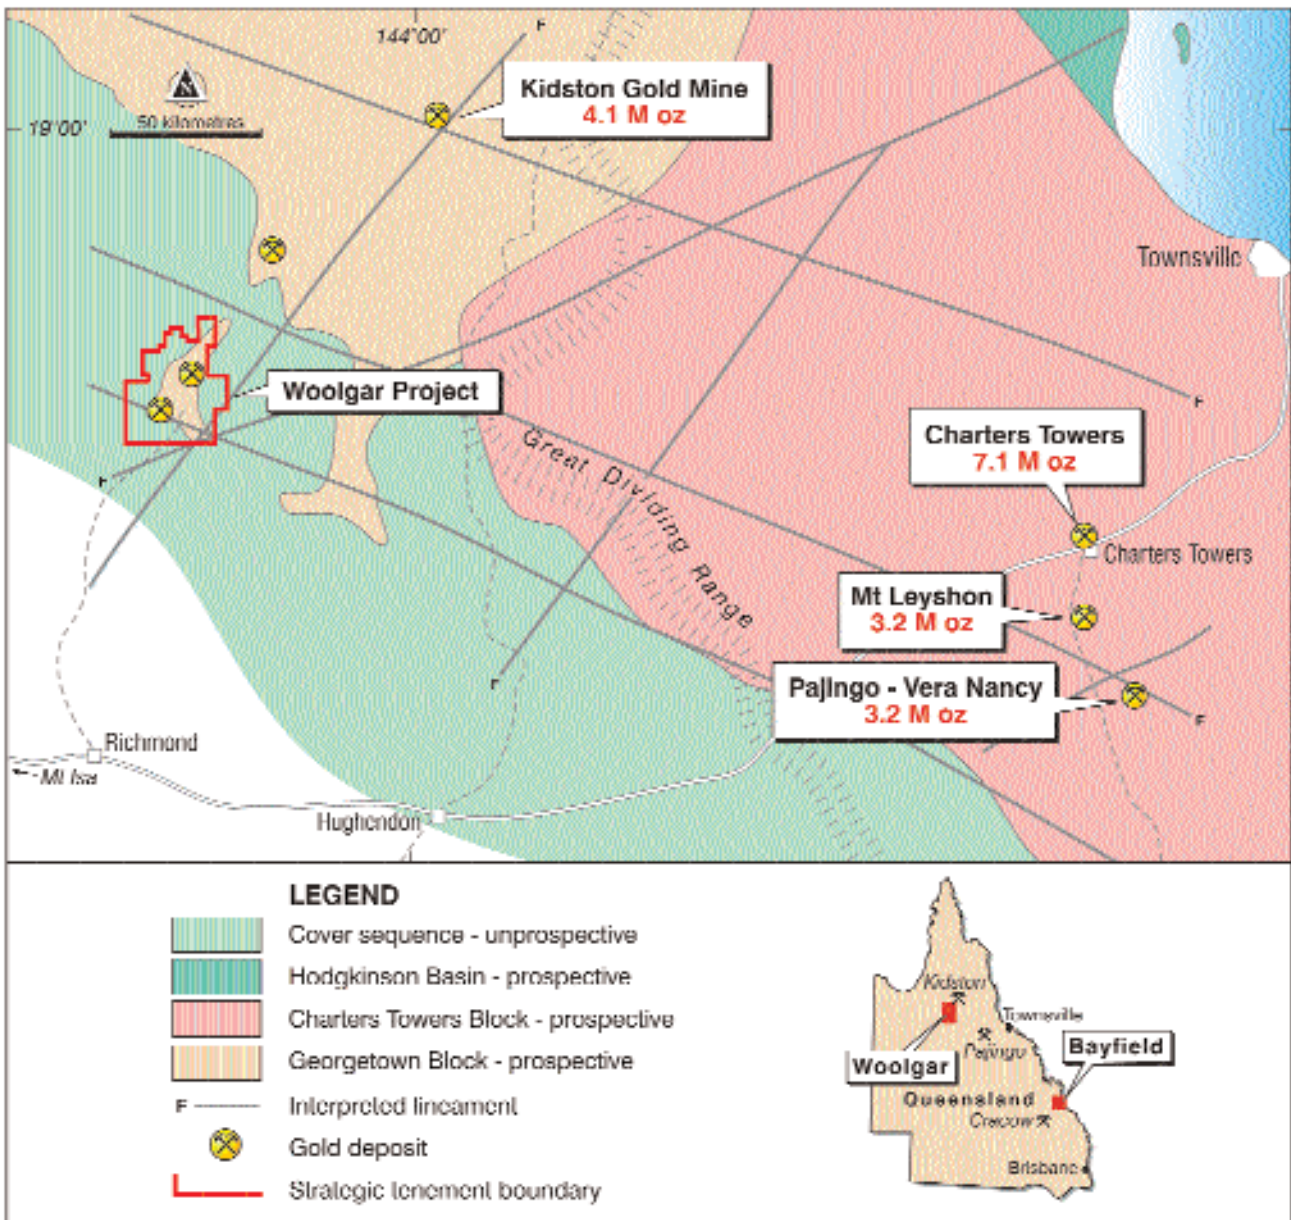 144°00'
F
N
Kidston Gold Mine
4.1 M oz
19°00'
50 kilometres
Townsville
Woolgar Project
F
Charters Towers
7.1 M oz
Great Dividing Range
F
Charters Towers
Mt Leyshon
3.2 M oz
Pajingo - Vera Nancy
3.2 M oz
F
F
Richmond
Mt Isa
Hughendon
LEGEND
Cover sequence - unprospective
Hodgkinson Basin - prospective
Charters Towers Block - prospective
Georgetown Block - prospective
F Interpreted lineament
Gold deposit
Strategic tenement boundary
Kidston
Townsville
Pajingo
Bayfield
Woolgar
Queensland
Cracow
Brisbane